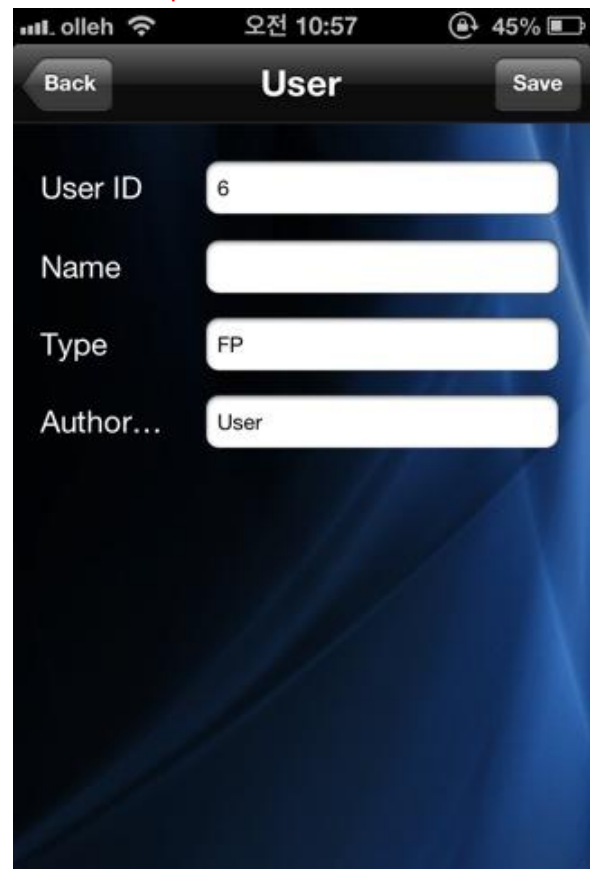 olleh 오전 10:57 45%
Back User Save
User ID 6
Name
Type FP
Author... User